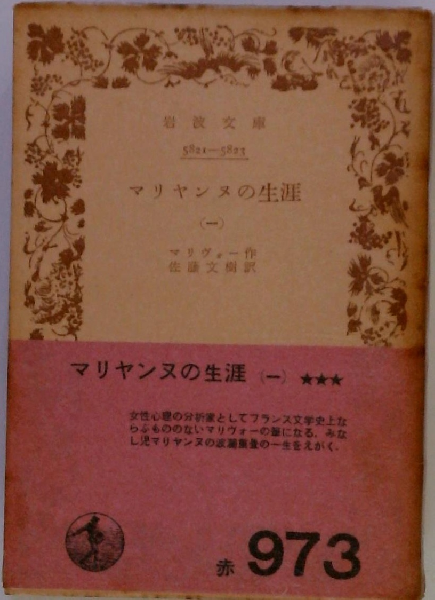 岩波文庫
5821—5823
マリヤンヌの生涯
(一)
マリヴォー作
佐藤文樹訳
マリヤンヌの生涯 (一) ★★★
女性心理の分析家としてフランス文学史上な
らぶもののないマリヴォーの筆になる、みな
し児マリヤンヌの波瀾重畳の一生をえがく。
赤 973